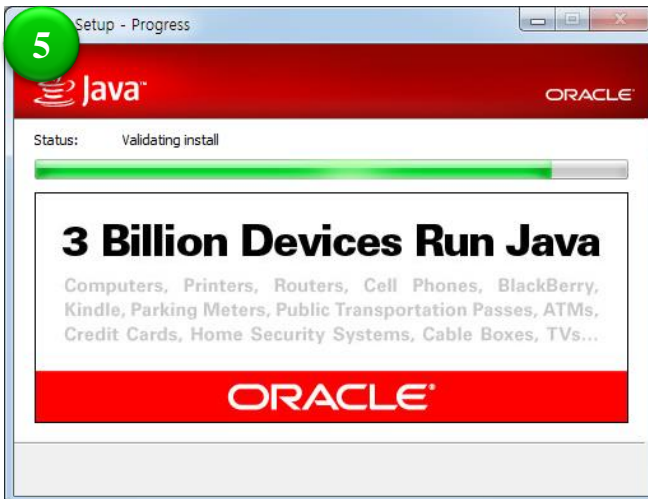 5
Setup - Progress
Java™
ORACLE
Status: Validating install
3 Billion Devices Run Java
Computers, Printers, Routers, Cell Phones, BlackBerry,
Kindle, Parking Meters, Public Transportation Passes, ATMs,
Credit Cards, Home Security Systems, Cable Boxes, TVs...
ORACLE®